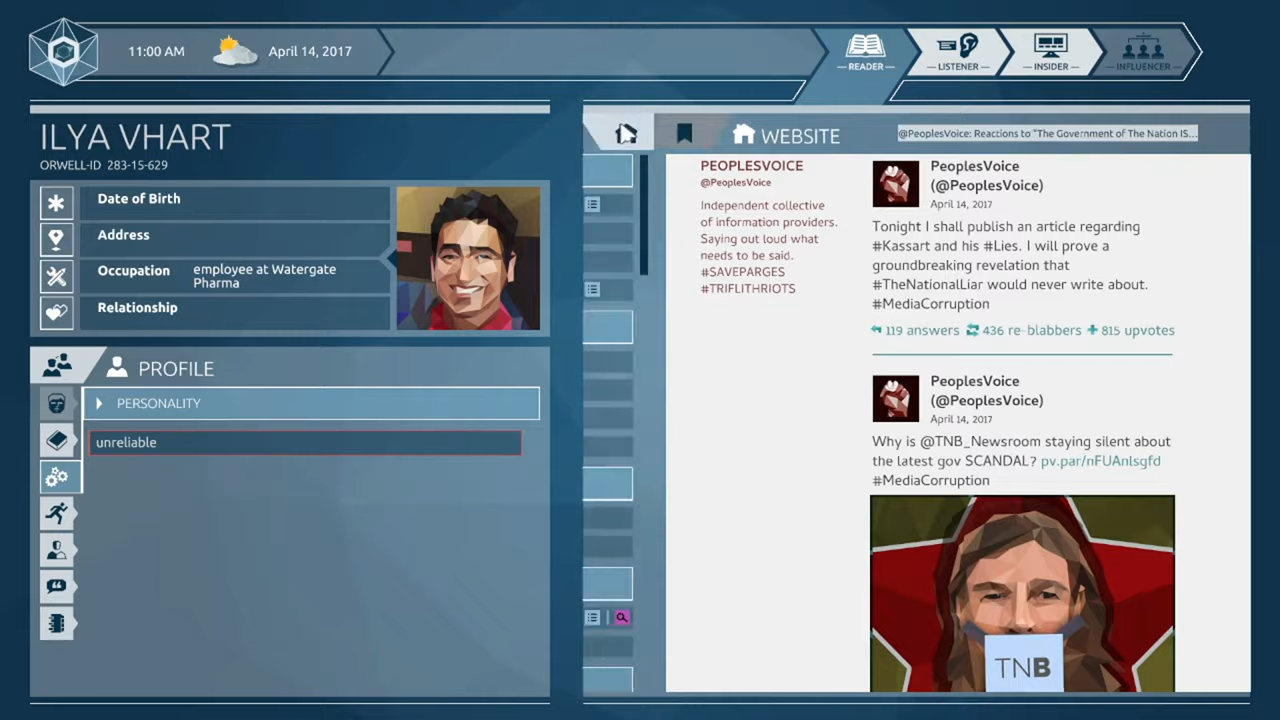 11:00 AM
April 14, 2017
READER
LISTENER
INSIDER
INFLUENCER
ILYA VHART
ORWELL-ID 283-15-629
Date of Birth
Address
Occupation employee at Watergate
Pharma
Relationship
PROFILE
PERSONALITY
unreliable
WEBSITE
@PeoplesVoice: Reactions to "The Government of The Nation IS...
PEOPLESVOICE
@PeoplesVoice
Independent collective
of information providers.
Saying out loud what
needs to be said.
#SAVEPARGES
#TRIFLITHRIOTS
PeoplesVoice
(@PeoplesVoice)
April 14, 2017
Tonight I shall publish an article regarding
#Kassart and his #Lies. I will prove a
groundbreaking revelation that
#TheNationalLiar would never write about.
#MediaCorruption
119 answers 436 re-blabbers 815 upvotes
PeoplesVoice
(@PeoplesVoice)
April 14, 2017
Why is @TNB_Newsroom staying silent about
the latest gov SCANDAL? pv.par/nFUAnlsgfd
#MediaCorruption
TNB